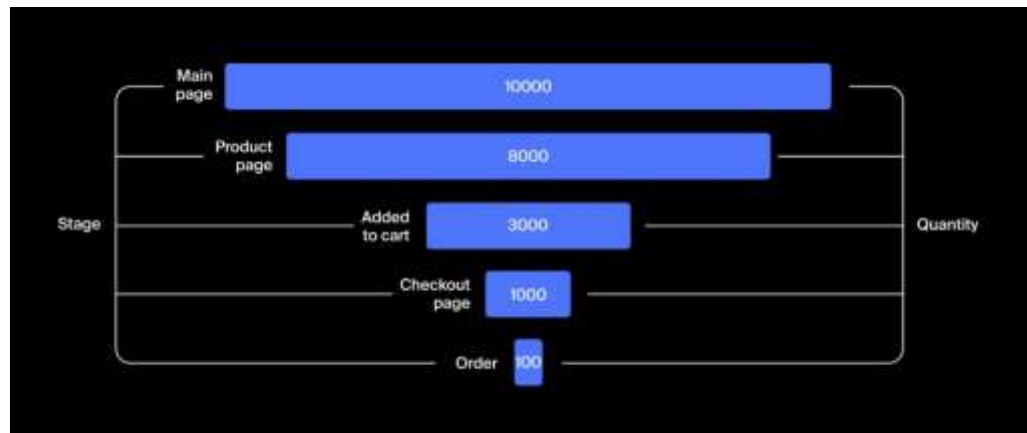 Main
page
10000
Product
page
8000
Stage
Added
to cart
3000
Quantity
Checkout
page
1000
Order
100